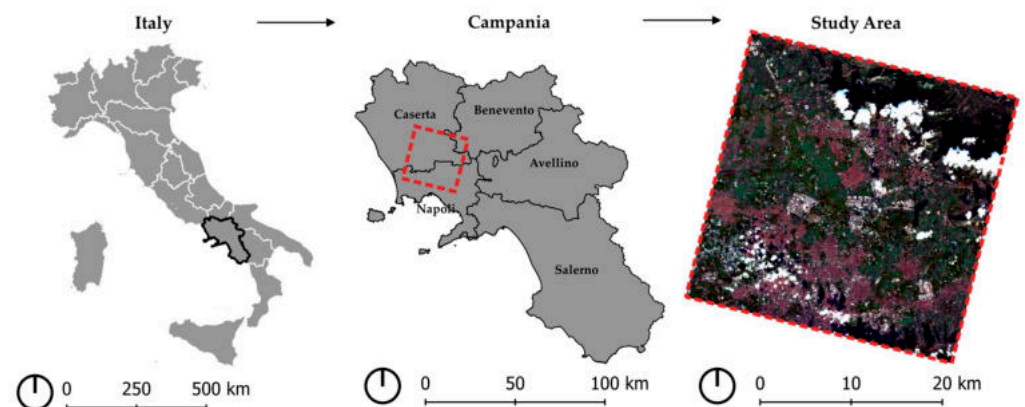 Italy
Campania
Study Area
Caserta
Benevento
Avellino
Napoli
Salerno
0 250 500 km
0 50 100 km
0 10 20 km